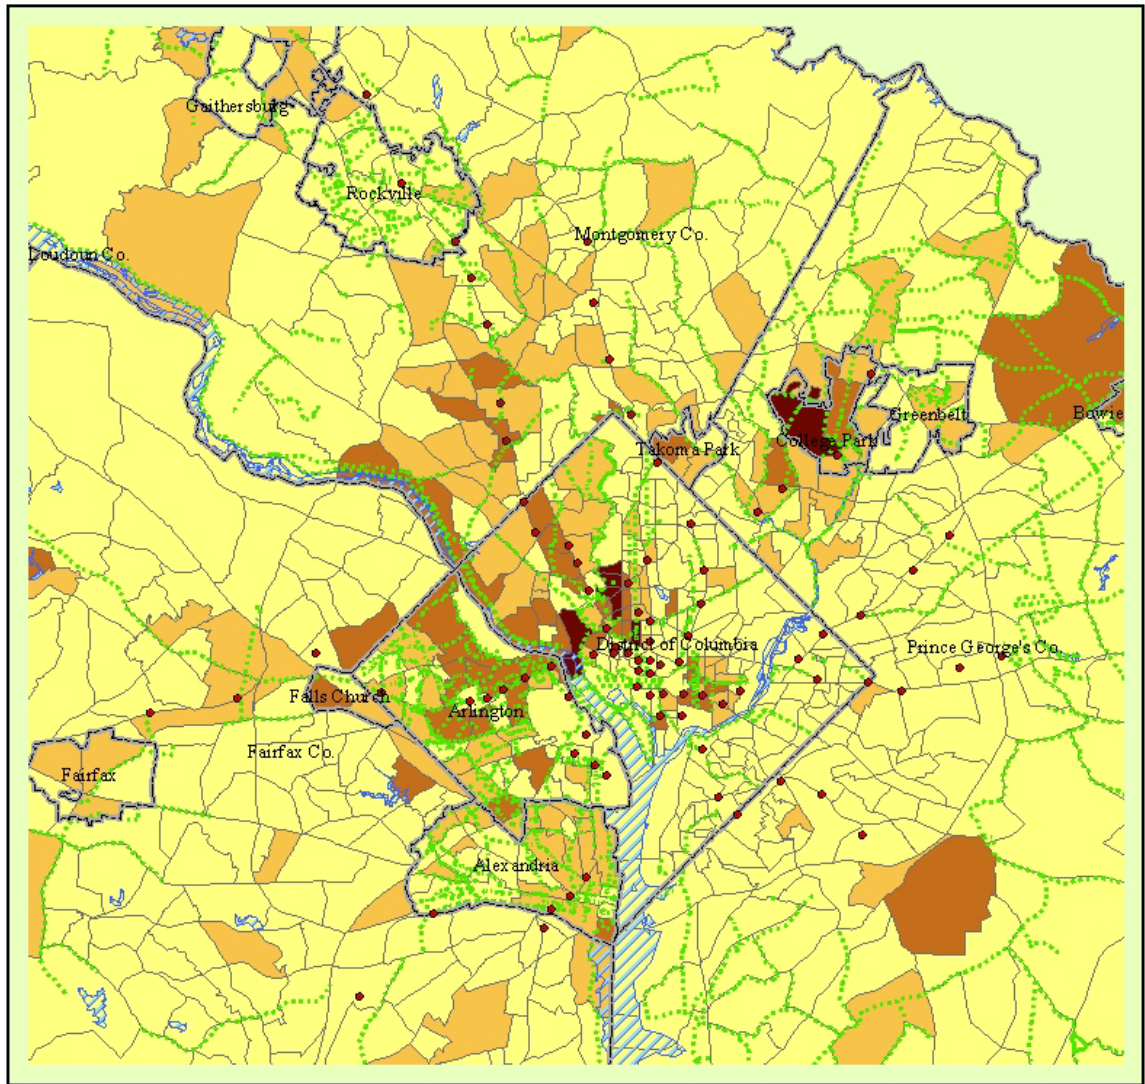 Gaithersburg
Rockville
Montgomery Co.
Loudoun Co.
Greenbelt
Bowie
College Park
Takoma Park
District of Columbia
Prince George's Co.
Falls Church
Arlington
Fairfax Co.
Fairfax
Alexandria